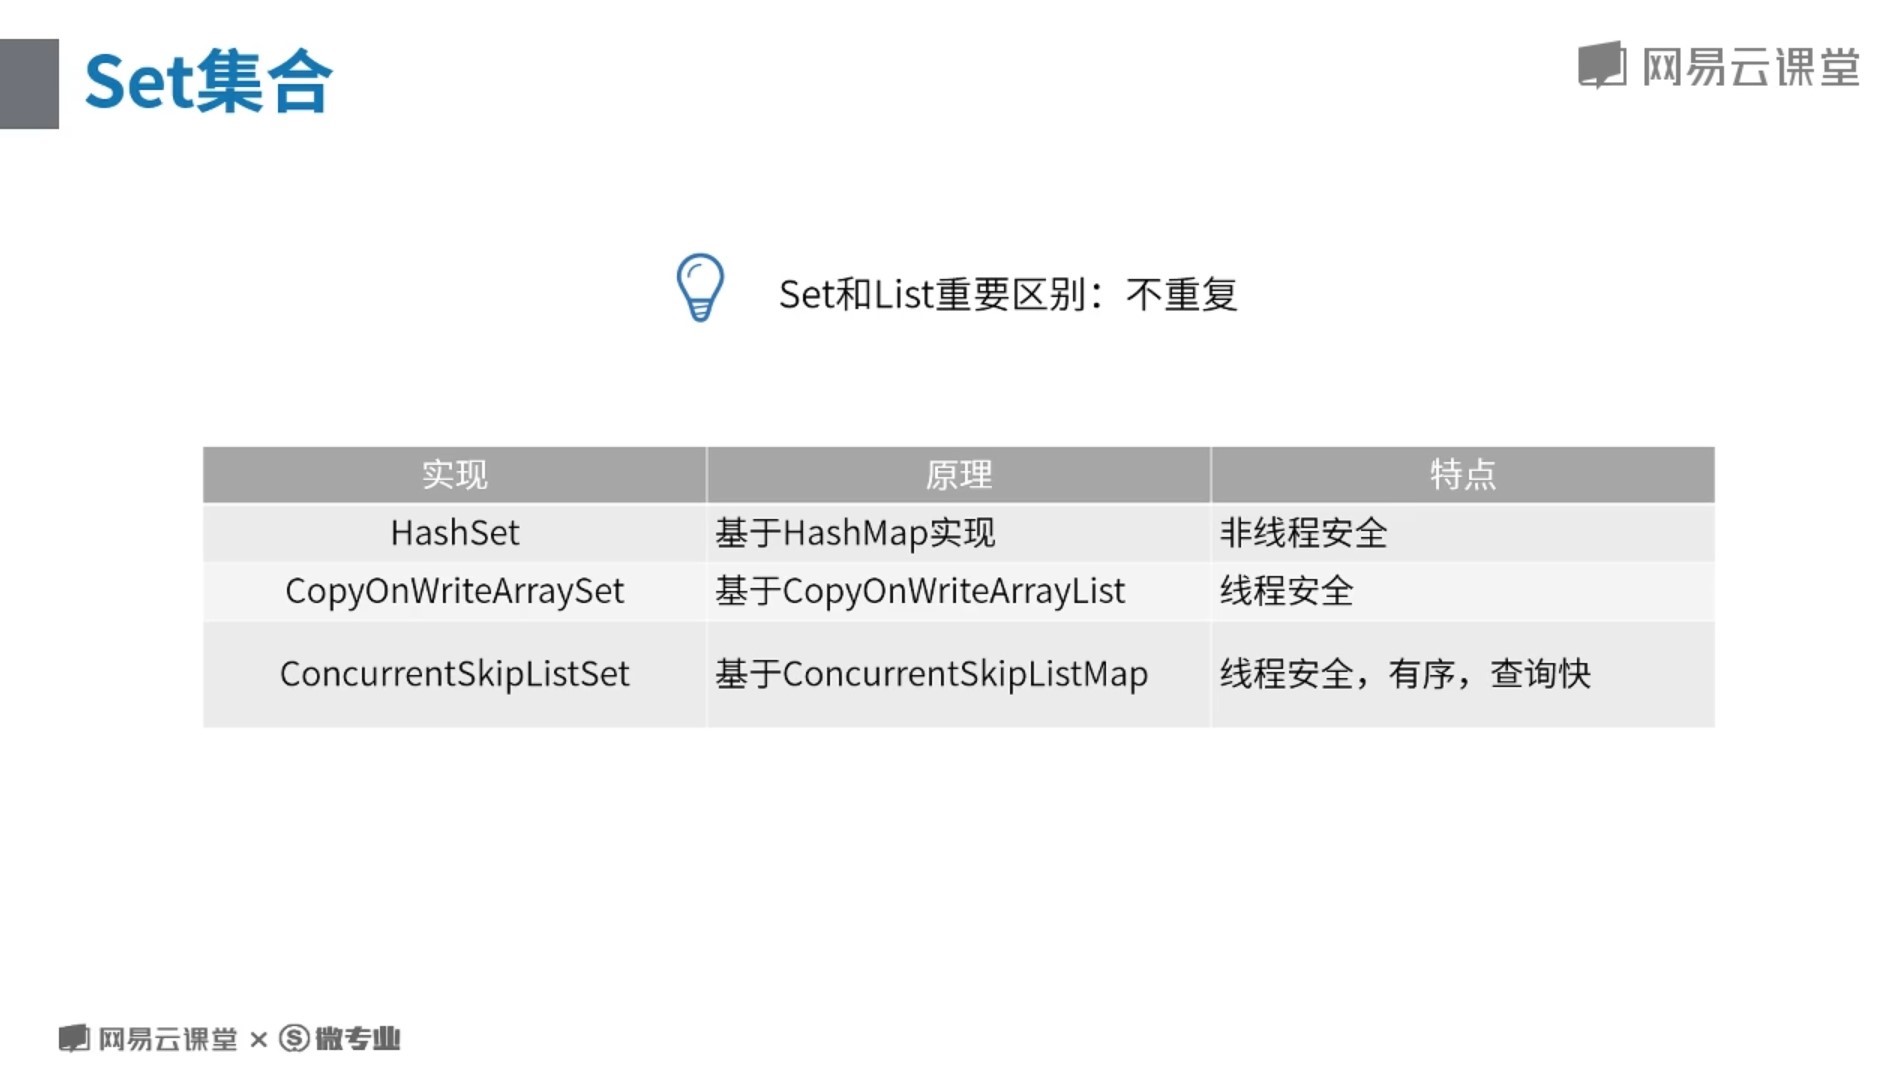 Set集合
网易云课堂
Set和List重要区别：不重复
实现 原理 特点
HashSet 基于HashMap实现 非线程安全
CopyOnWriteArraySet 基于CopyOnWriteArrayList 线程安全
ConcurrentSkipListSet 基于ConcurrentSkipListMap 线程安全，有序，查询快
网易云课堂 × S 微专业